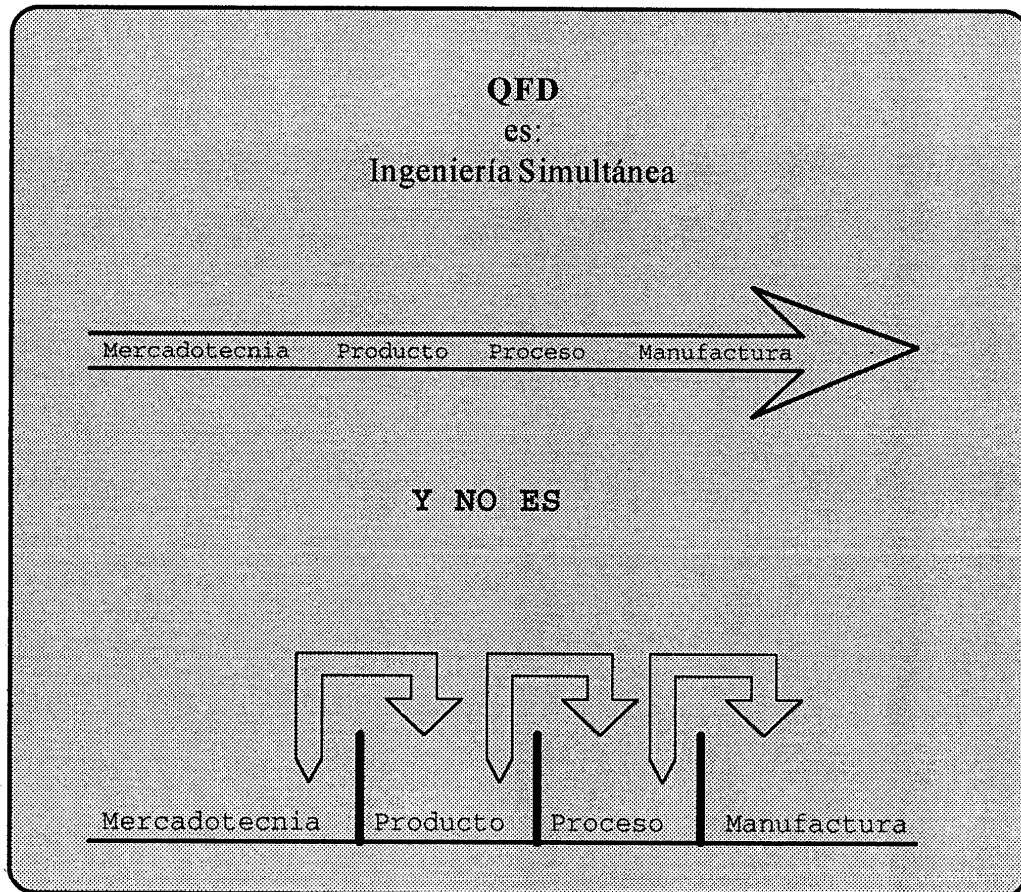 QFD
es:
Ingeniería Simultánea
Mercadotecnia Producto Proceso Manufactura
Y NO ES
Mercadotecnia Producto Proceso Manufactura